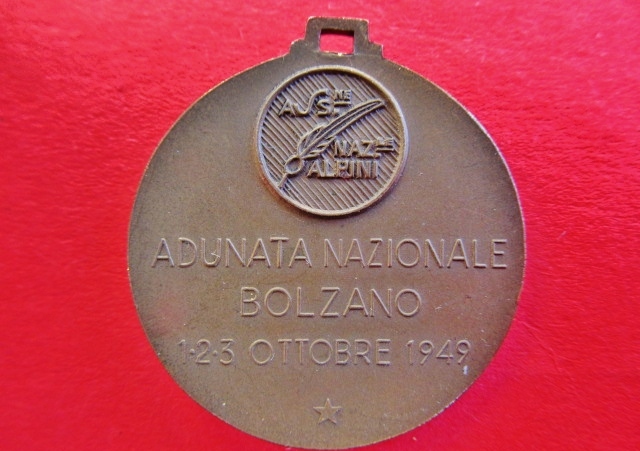 ASS.NE
NAZ.LE
ALPINI
ADUNATA NAZIONALE
BOLZANO
1·2·3 OTTOBRE 1949